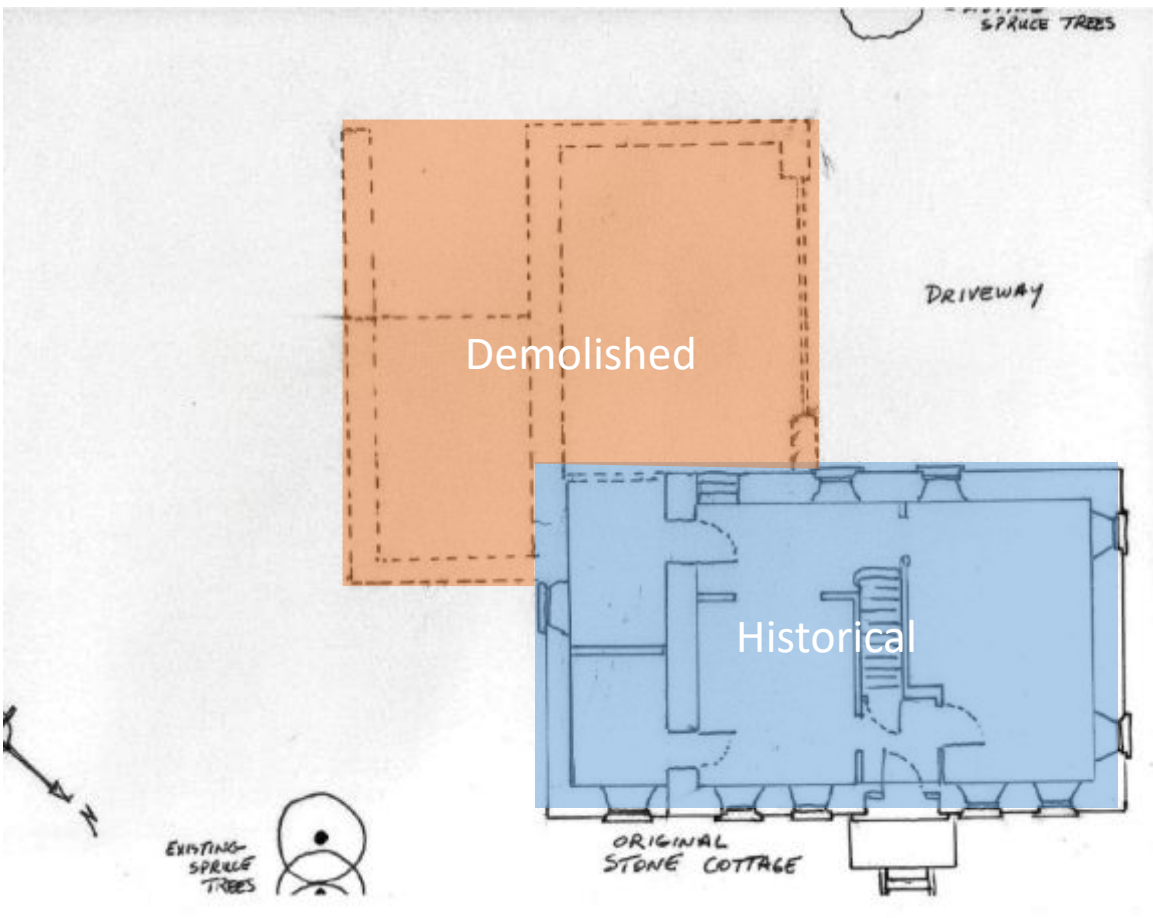 SPRUCE TREES
DRIVEWAY
Demolished
Historical
N
EXISTING
SPRUCE
TREES
ORIGINAL
STONE COTTAGE